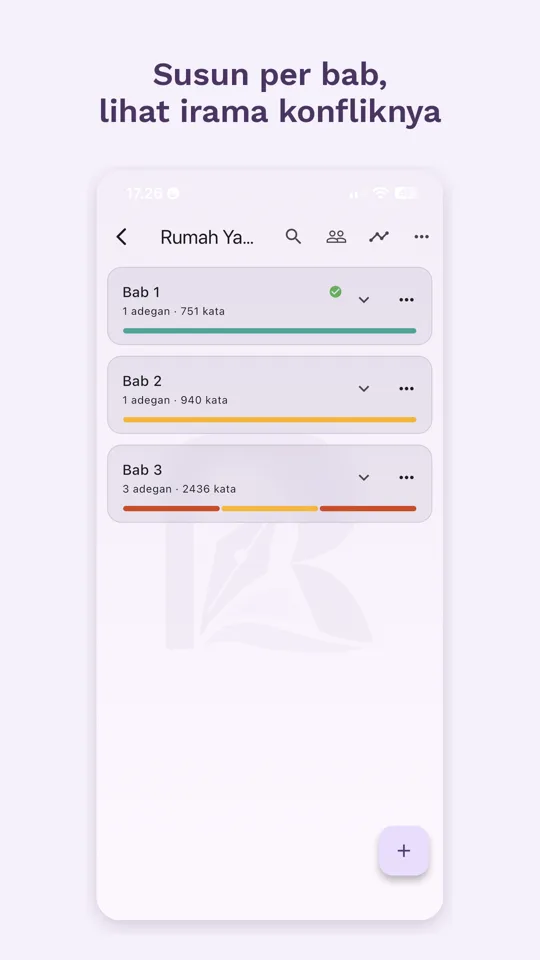 Susun per bab,
lihat irama konfliknya
17.26
Rumah Ya...
Bab 1
1 adegan · 751 kata
Bab 2
1 adegan · 940 kata
Bab 3
3 adegan · 2436 kata